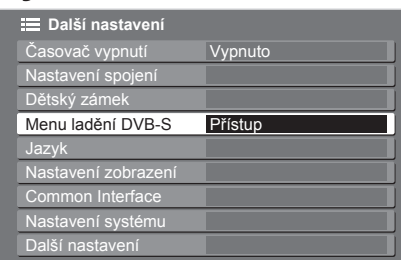 Další nastavení
Časovač vypnutí Vypnuto
Nastavení spojení
Dětský zámek
Menu ladění DVB-S Přístup
Jazyk
Nastavení zobrazení
Common Interface
Nastavení systému
Další nastavení